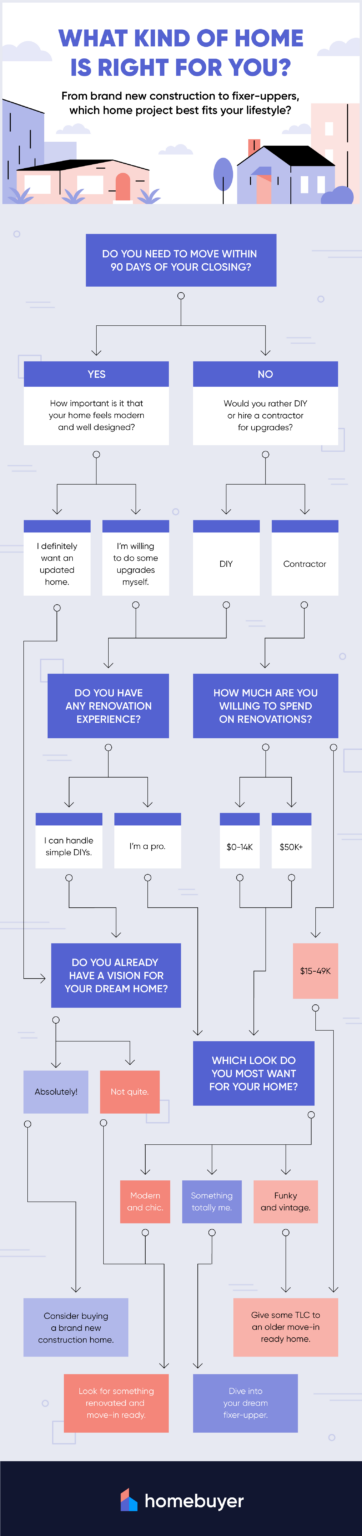 WHAT KIND OF HOME
IS RIGHT FOR YOU?
From brand new construction to fixer-uppers,
which home project best fits your lifestyle?
DO YOU NEED TO MOVE WITHIN
90 DAYS OF YOUR CLOSING?
YES
How important is it that
your home feels modern
and well designed?
NO
Would you rather DIY
or hire a contractor
for upgrades?
I definitely
want an
updated
home.
I'm willing
to do some
upgrades
myself.
DIY
Contractor
DO YOU HAVE
ANY RENOVATION
EXPERIENCE?
HOW MUCH ARE YOU
WILLING TO SPEND
ON RENOVATIONS?
I can handle
simple DIYs.
I'm a pro.
$0-14K
$50K+
DO YOU ALREADY
HAVE A VISION FOR
YOUR DREAM HOME?
$15-49K
WHICH LOOK DO
YOU MOST WANT
FOR YOUR HOME?
Absolutely!
Not quite.
Modern
and chic.
Something
totally me.
Funky
and vintage.
Consider buying
a brand new
construction home.
Give some TLC to
an older move-in
ready home.
Look for something
renovated and
move-in ready.
Dive into
your dream
fixer-upper.
homebuyer